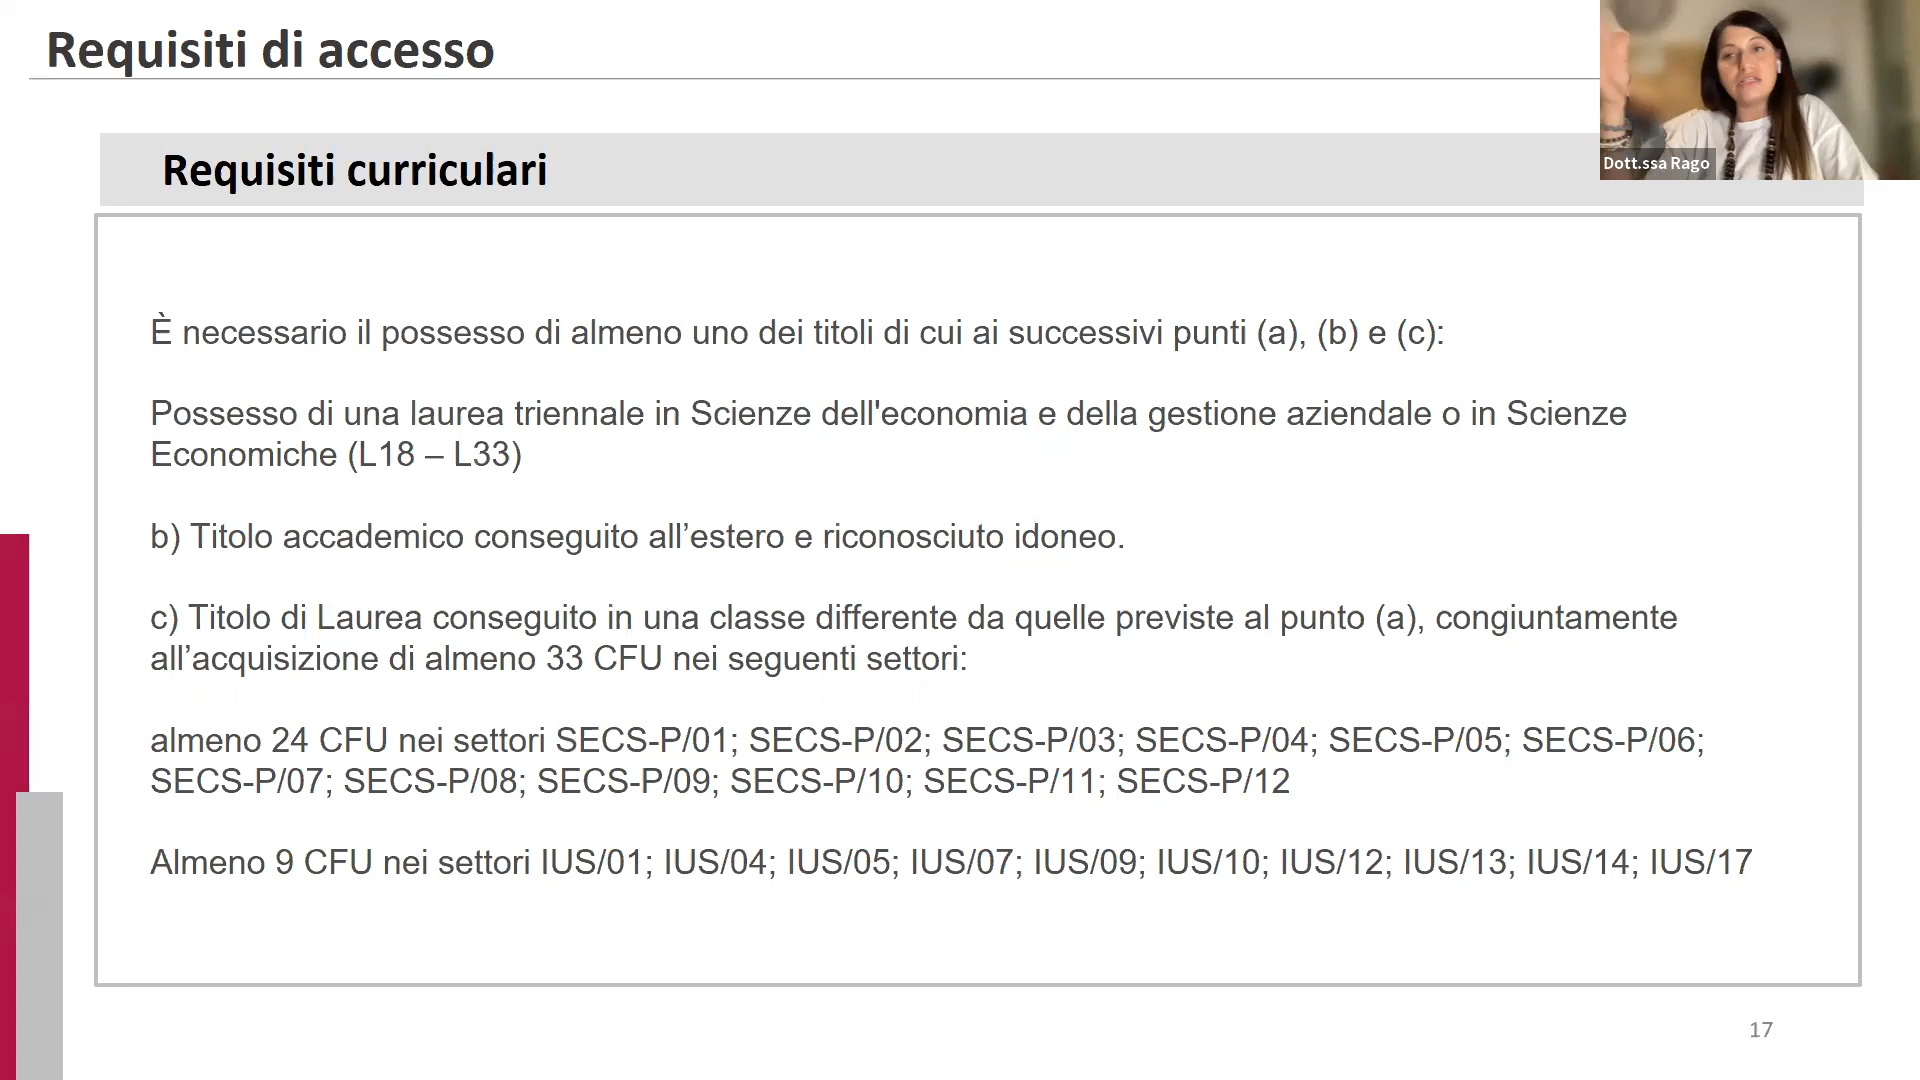 Requisiti di accesso
Dott.ssa Rago
Requisiti curriculari
È necessario il possesso di almeno uno dei titoli di cui ai successivi punti (a), (b) e (c):
Possesso di una laurea triennale in Scienze dell'economia e della gestione aziendale o in Scienze
Economiche (L18 – L33)
b) Titolo accademico conseguito all’estero e riconosciuto idoneo.
c) Titolo di Laurea conseguito in una classe differente da quelle previste al punto (a), congiuntamente
all’acquisizione di almeno 33 CFU nei seguenti settori:
almeno 24 CFU nei settori SECS-P/01; SECS-P/02; SECS-P/03; SECS-P/04; SECS-P/05; SECS-P/06;
SECS-P/07; SECS-P/08; SECS-P/09; SECS-P/10; SECS-P/11; SECS-P/12
Almeno 9 CFU nei settori IUS/01; IUS/04; IUS/05; IUS/07; IUS/09; IUS/10; IUS/12; IUS/13; IUS/14; IUS/17
17